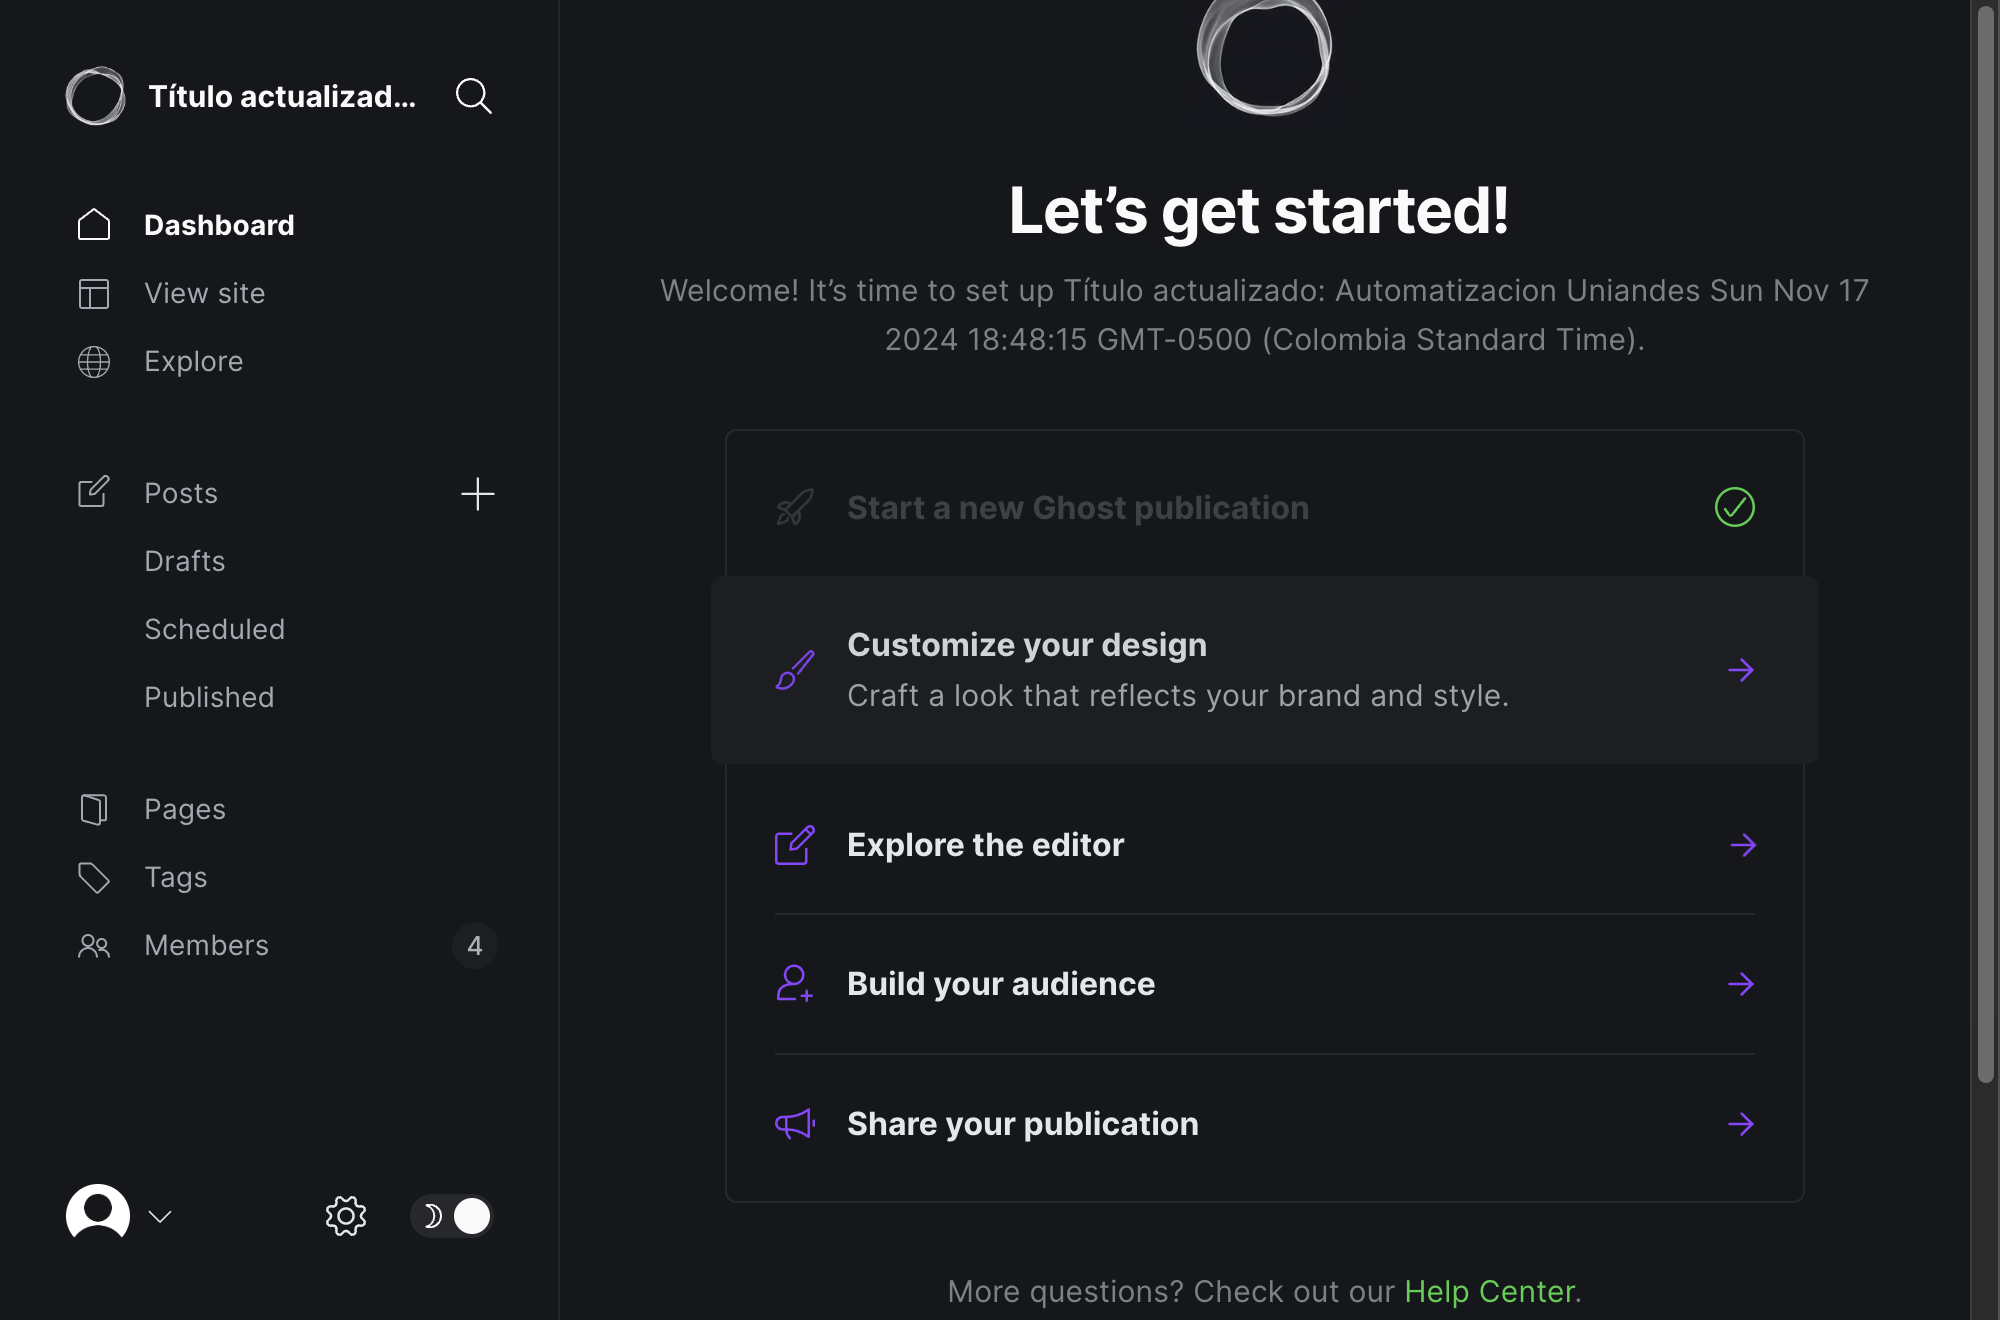 Título actualizad...
Dashboard
View site
Explore
Posts
Drafts
Scheduled
Published
Pages
Tags
Members 4
Let’s get started!
Welcome! It’s time to set up Título actualizado: Automatizacion Uniandes Sun Nov 17
2024 18:48:15 GMT-0500 (Colombia Standard Time).
Start a new Ghost publication
Customize your design
Craft a look that reflects your brand and style.
Explore the editor
Build your audience
Share your publication
More questions? Check out our Help Center.